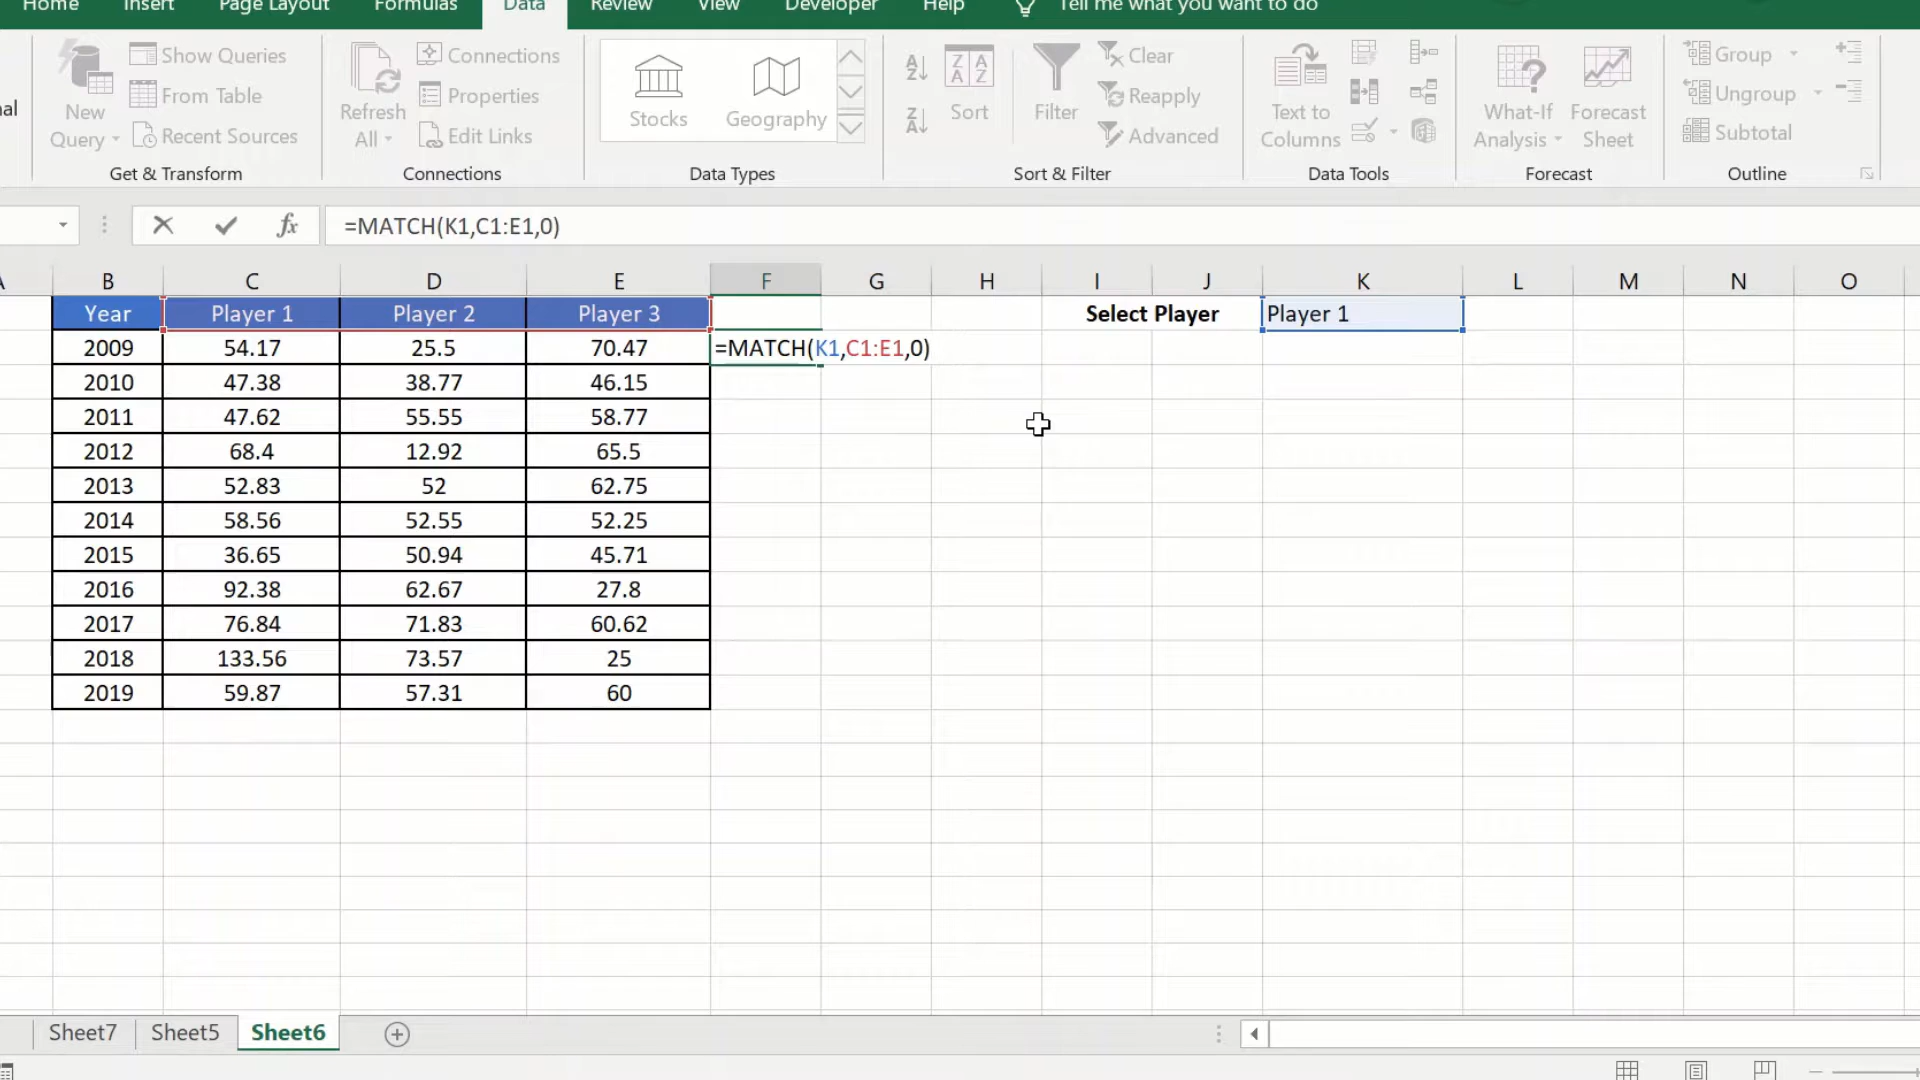 Home Insert Page Layout Formulas Data Review View Developer Help Tell me what you want to do
New Query
Show Queries
From Table
Recent Sources
Get & Transform
Refresh All
Connections
Properties
Edit Links
Connections
Stocks
Geography
Data Types
Sort
Filter
Clear
Reapply
Advanced
Sort & Filter
Text to Columns
Data Tools
What-If Analysis
Forecast Sheet
Forecast
Group
Ungroup
Subtotal
Outline
fx =MATCH(K1,C1:E1,0)
B C D E F G H I J K L M N O
Year Player 1 Player 2 Player 3 Select Player Player 1
2009 54.17 25.5 70.47 =MATCH(K1,C1:E1,0)
2010 47.38 38.77 46.15
2011 47.62 55.55 58.77
2012 68.4 12.92 65.5
2013 52.83 52 62.75
2014 58.56 52.55 52.25
2015 36.65 50.94 45.71
2016 92.38 62.67 27.8
2017 76.84 71.83 60.62
2018 133.56 73.57 25
2019 59.87 57.31 60
Sheet7 Sheet5 Sheet6